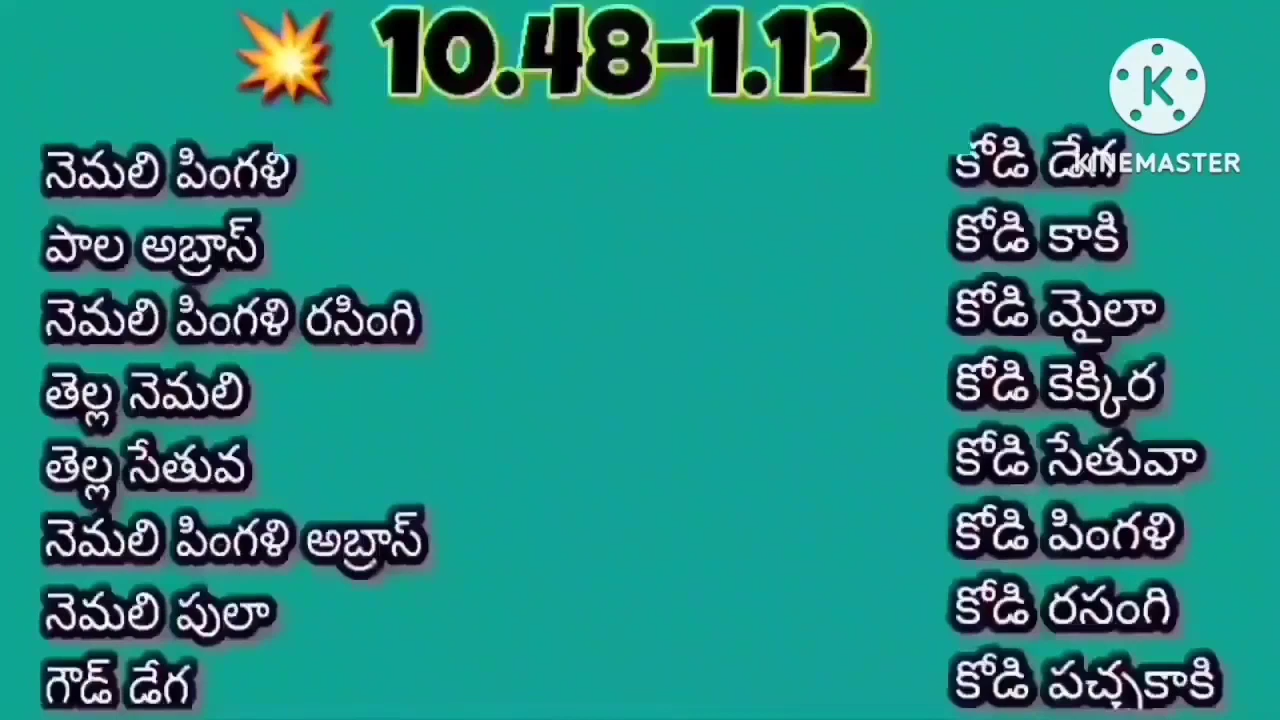 10.48-1.12
నెమలి పింగళి
పాల అబ్రాస్
నెమలి పింగళి రసింగి
తెల్ల నెమలి
తెల్ల సేతువ
నెమలి పింగళి అబ్రాస్
నెమలి పులా
గౌడ్ డేగ
K
KINEMASTER
కోడి డేగ
కోడి కాకి
కోడి మైలా
కోడి కెక్కిర
కోడి సేతువా
కోడి పింగళి
కోడి రసంగి
కోడి పచ్చకాకి